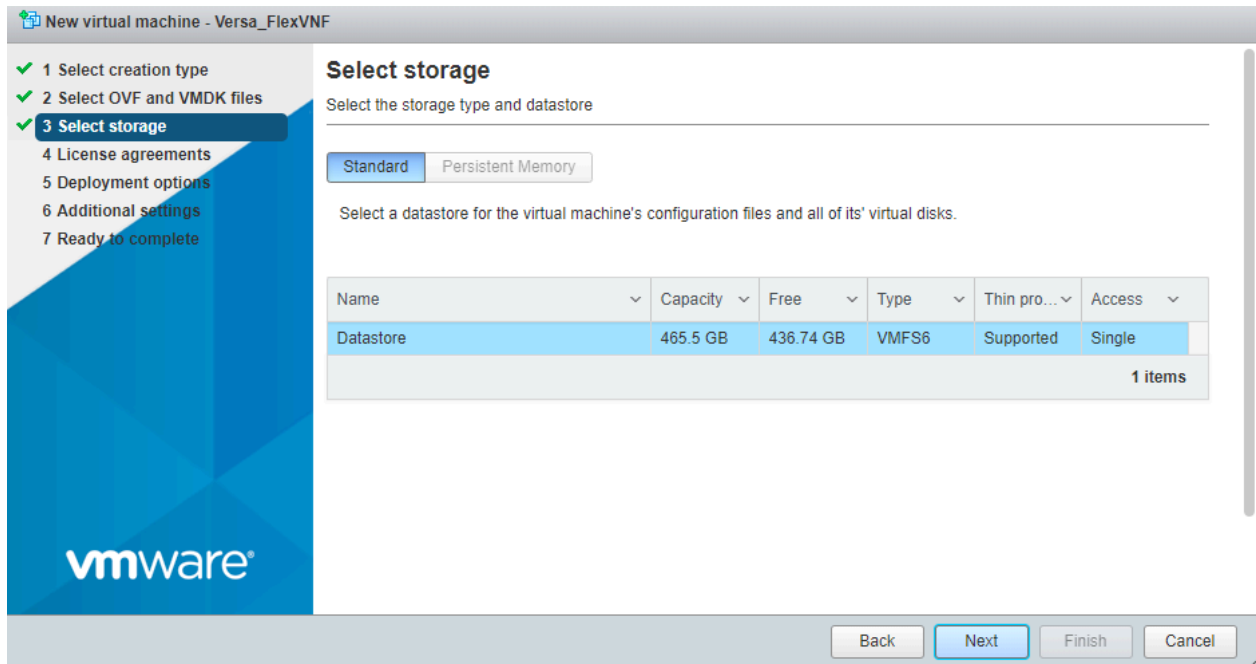 New virtual machine - Versa_FlexVNF
1 Select creation type
2 Select OVF and VMDK files
3 Select storage
4 License agreements
5 Deployment options
6 Additional settings
7 Ready to complete
vmware®
Select storage
Select the storage type and datastore
Standard Persistent Memory
Select a datastore for the virtual machine's configuration files and all of its' virtual disks.
Name Capacity Free Type Thin pro... Access
Datastore 465.5 GB 436.74 GB VMFS6 Supported Single
1 items
Back Next Finish Cancel